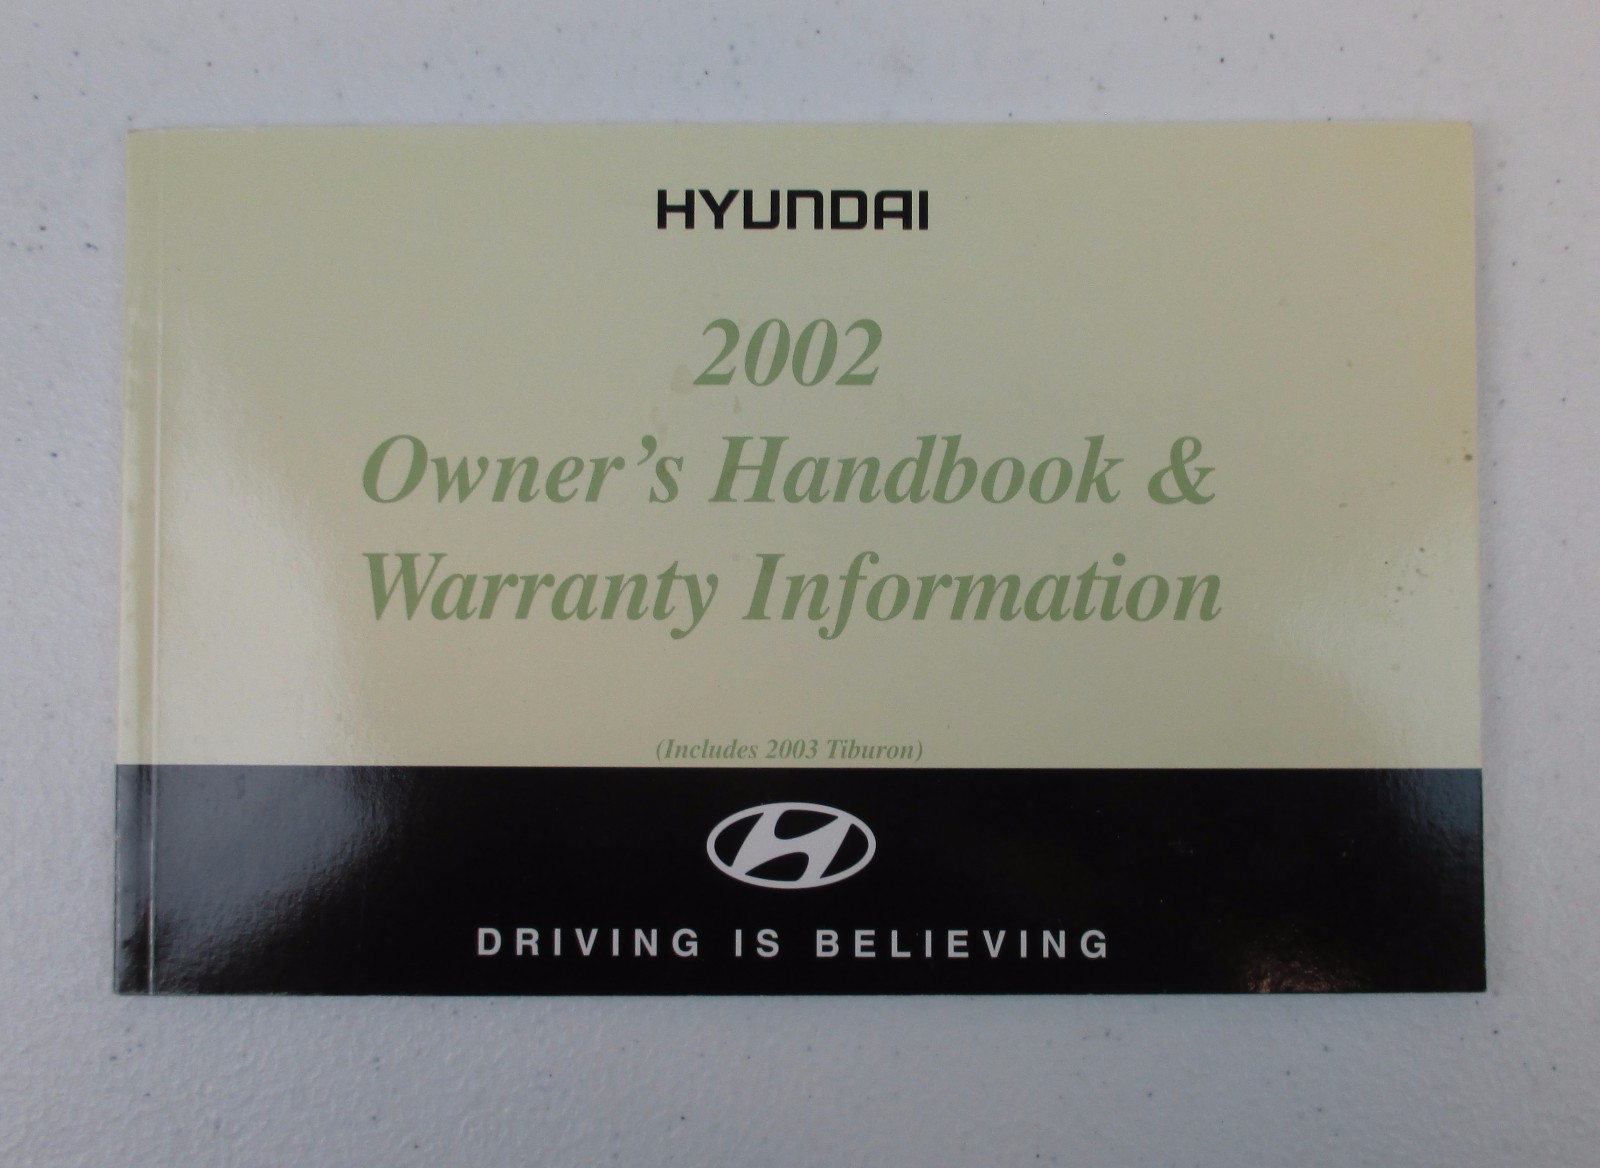 HYUNDAI
2002
Owner's Handbook &
Warranty Information
(Includes 2003 Tiburon)
DRIVING IS BELIEVING